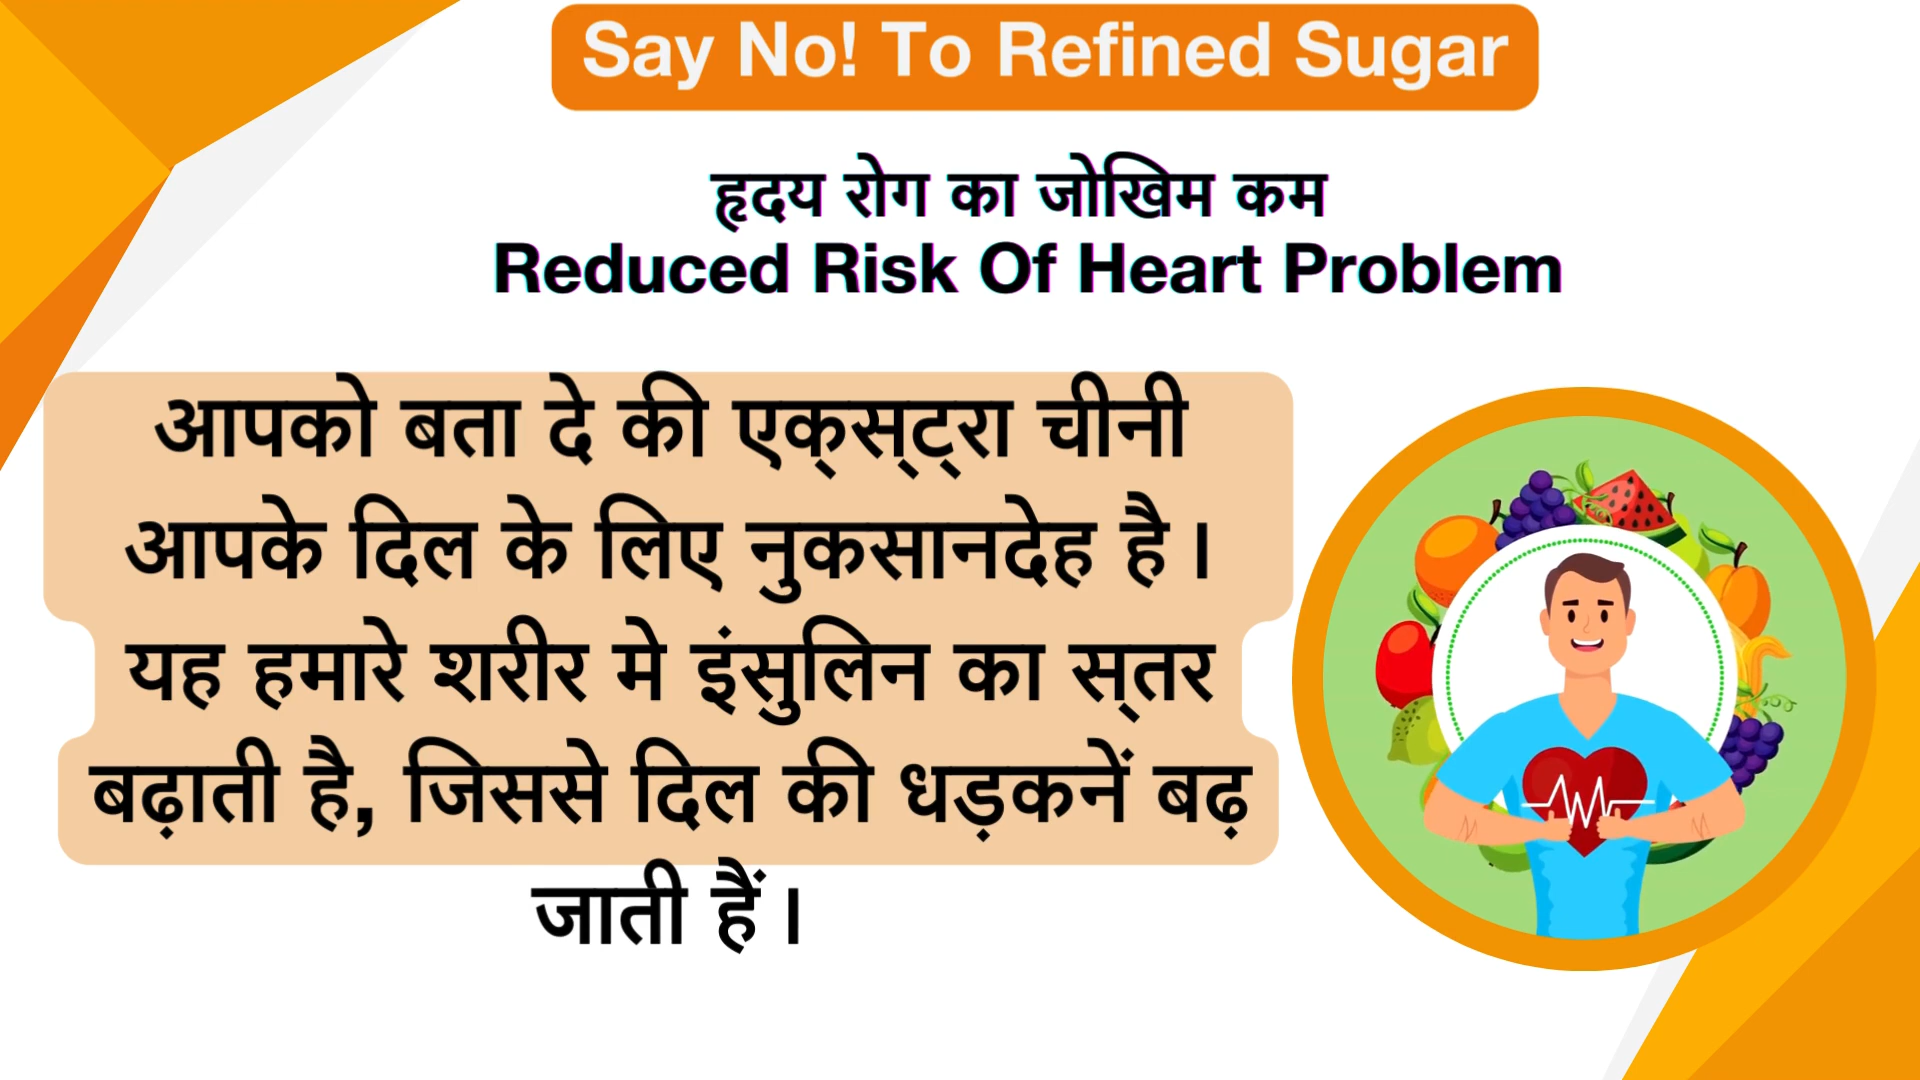 Say No! To Refined Sugar
हृदय रोग का जोखिम कम
Reduced Risk Of Heart Problem
आपको बता दे की एक्‌स्‌ट्‌रा चीनी
आपके दिल के लिए नुकसानदेह है।
यह हमारे शरीर मे इंसुलिन का स्‌तर
बढ़ाती है, जिससे दिल की धड़कनें बढ़
जाती हैं।